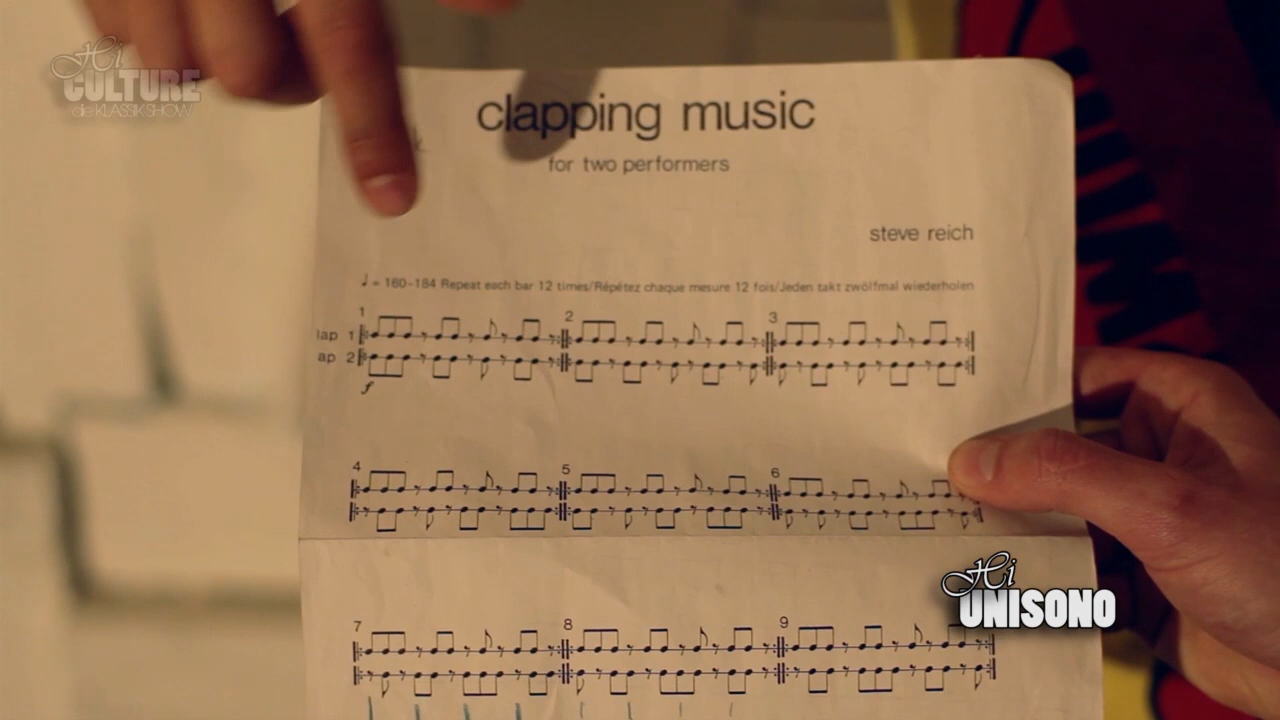 Hi
CULTURE
die KLASSIKSHOW
clapping music
for two performers
steve reich
♩ = 160-184 Repeat each bar 12 times/Répétez chaque mesure 12 fois/Jeden takt zwölfmal wiederholen
1 2 3
lap 1
ap 2
f
4 5 6
Hi
UNISONO
7 8 9